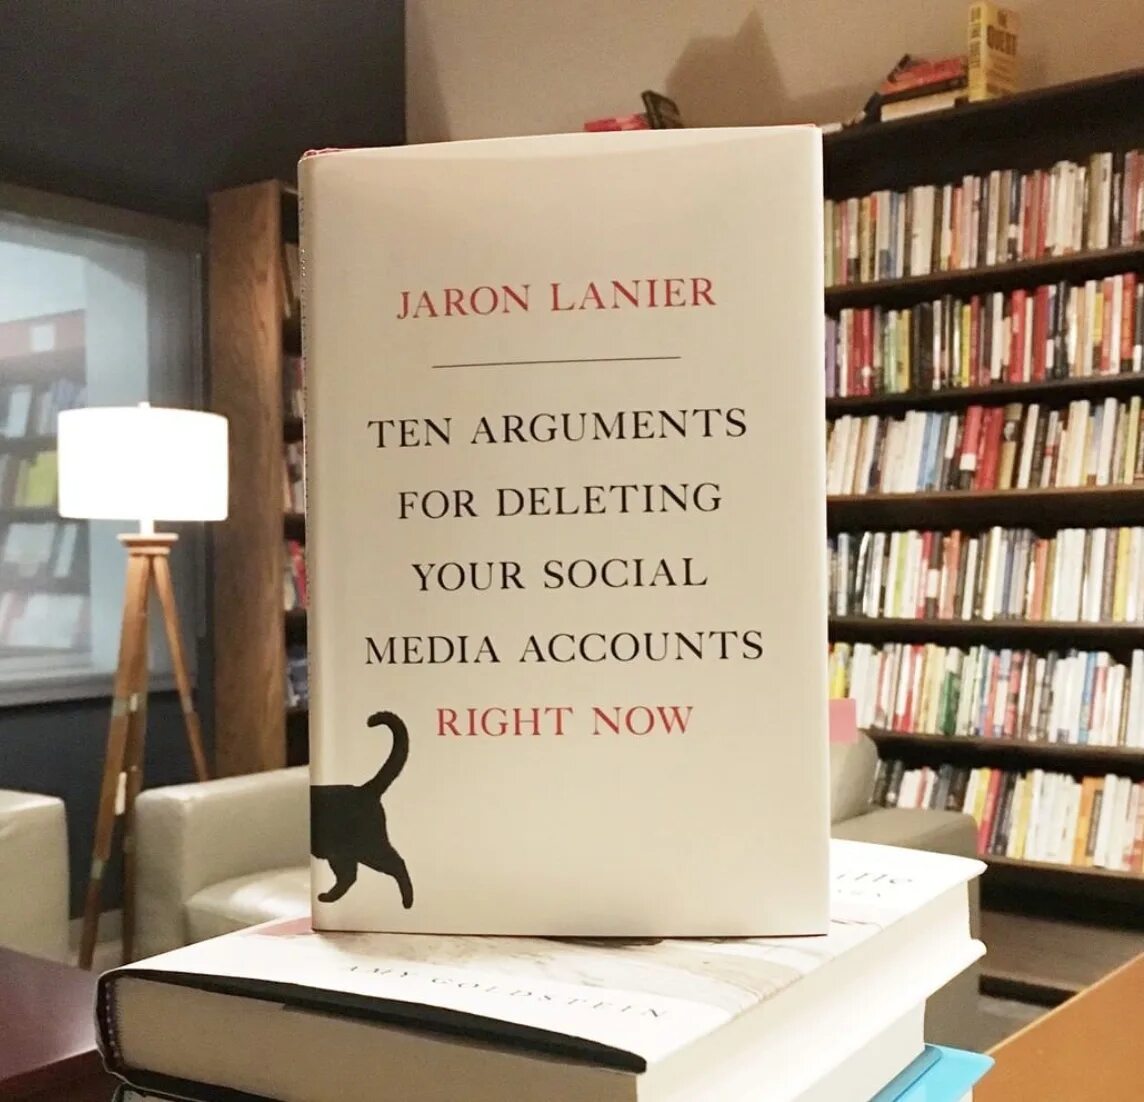 JARON LANIER
TEN ARGUMENTS
FOR DELETING
YOUR SOCIAL
MEDIA ACCOUNTS
RIGHT NOW
AMY GOLDSTEIN